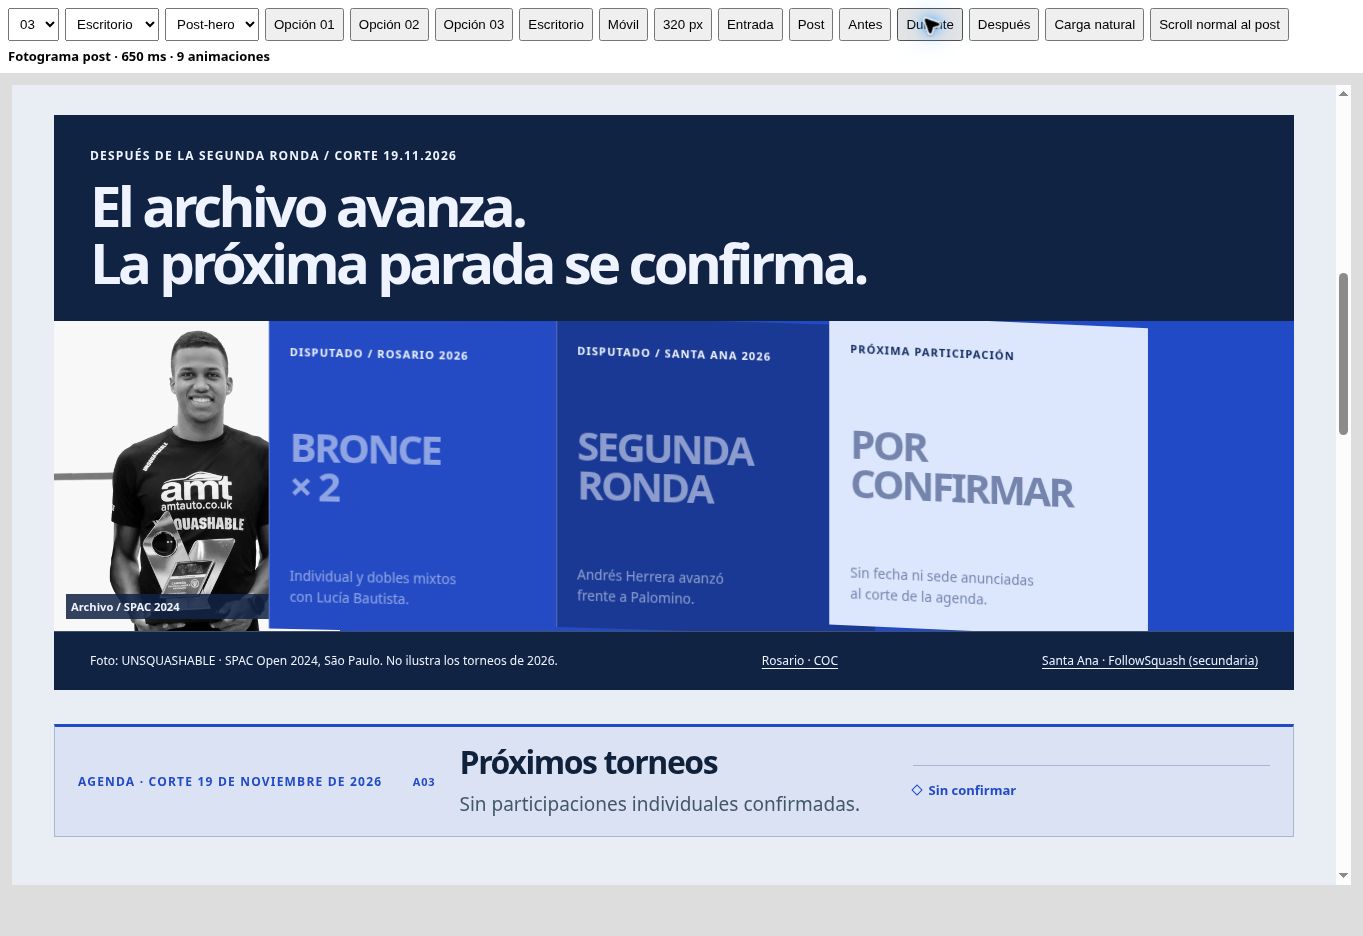 03
Escritorio
Post-hero
Opción 01
Opción 02
Opción 03
Escritorio
Móvil
320 px
Entrada
Post
Antes
Durante
Después
Carga natural
Scroll normal al post
Fotograma post · 650 ms · 9 animaciones
DESPUÉS DE LA SEGUNDA RONDA / CORTE 19.11.2026
El archivo avanza.
La próxima parada se confirma.
UNSQUASHABLE
amt
amtauto.co.uk
SQUASHABLE
Archivo / SPAC 2024
DISPUTADO / ROSARIO 2026
BRONCE
× 2
Individual y dobles mixtos
con Lucía Bautista.
DISPUTADO / SANTA ANA 2026
SEGUNDA
RONDA
Andrés Herrera avanzó
frente a Palomino.
PRÓXIMA PARTICIPACIÓN
POR
CONFIRMAR
Sin fecha ni sede anunciadas
al corte de la agenda.
Foto: UNSQUASHABLE · SPAC Open 2024, São Paulo. No ilustra los torneos de 2026.
Rosario · COC
Santa Ana · FollowSquash (secundaria)
AGENDA · CORTE 19 DE NOVIEMBRE DE 2026
A03
Próximos torneos
Sin participaciones individuales confirmadas.
Sin confirmar